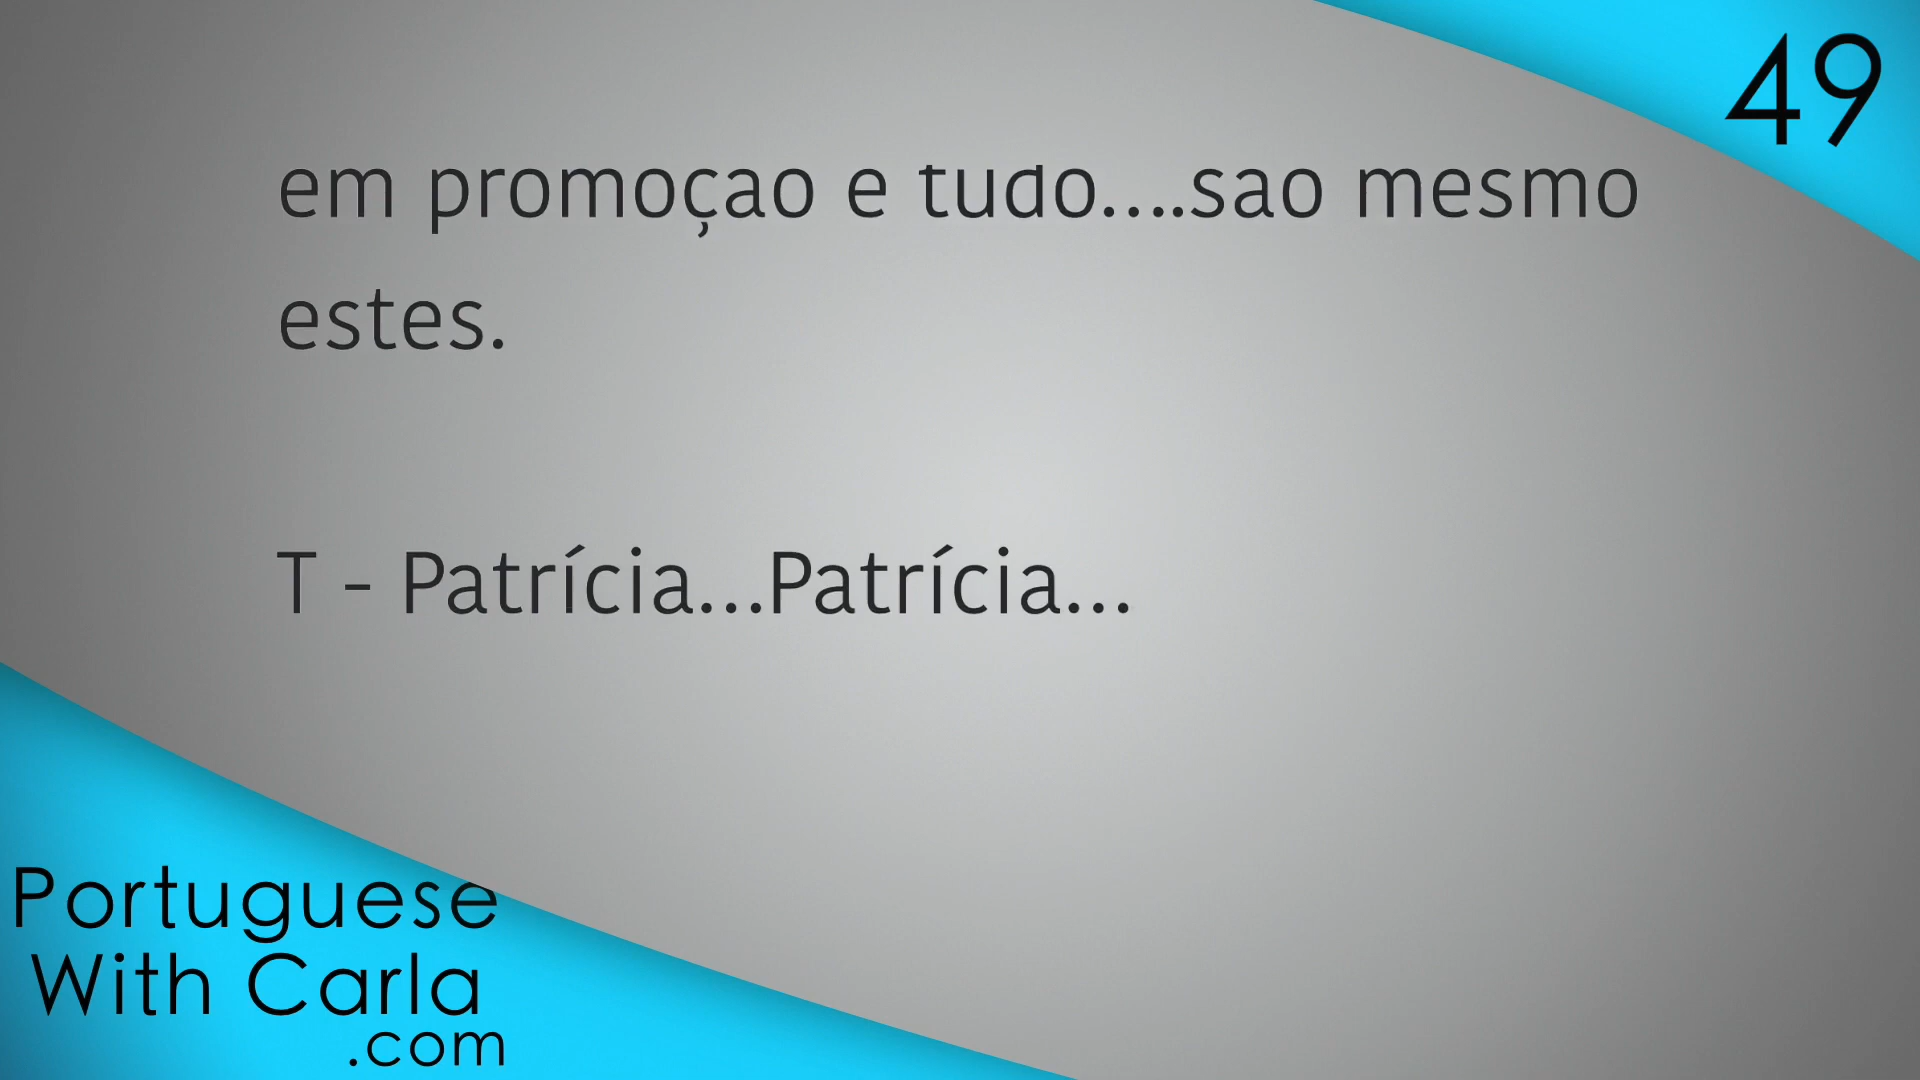 49
em promoçao e tudo....sao mesmo
estes.
T - Patrícia...Patrícia...
Portuguese
With Carla
.com